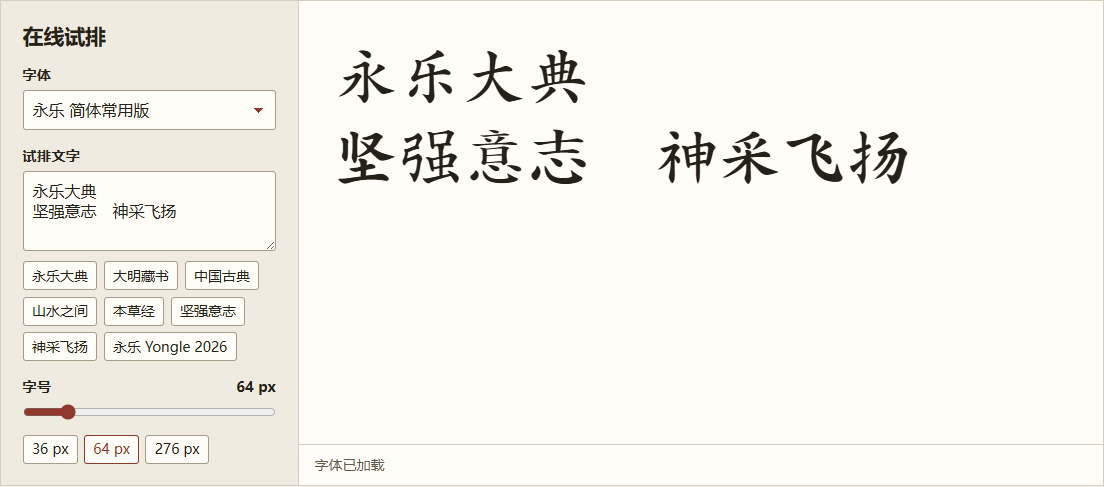 在线试排
字体
永乐 简体常用版
试排文字
永乐大典
坚强意志　神采飞扬
永乐大典
大明藏书
中国古典
山水之间
本草经
坚强意志
神采飞扬
永乐 Yongle 2026
字号
64 px
36 px
64 px
276 px
永乐大典
坚强意志　神采飞扬
字体已加载